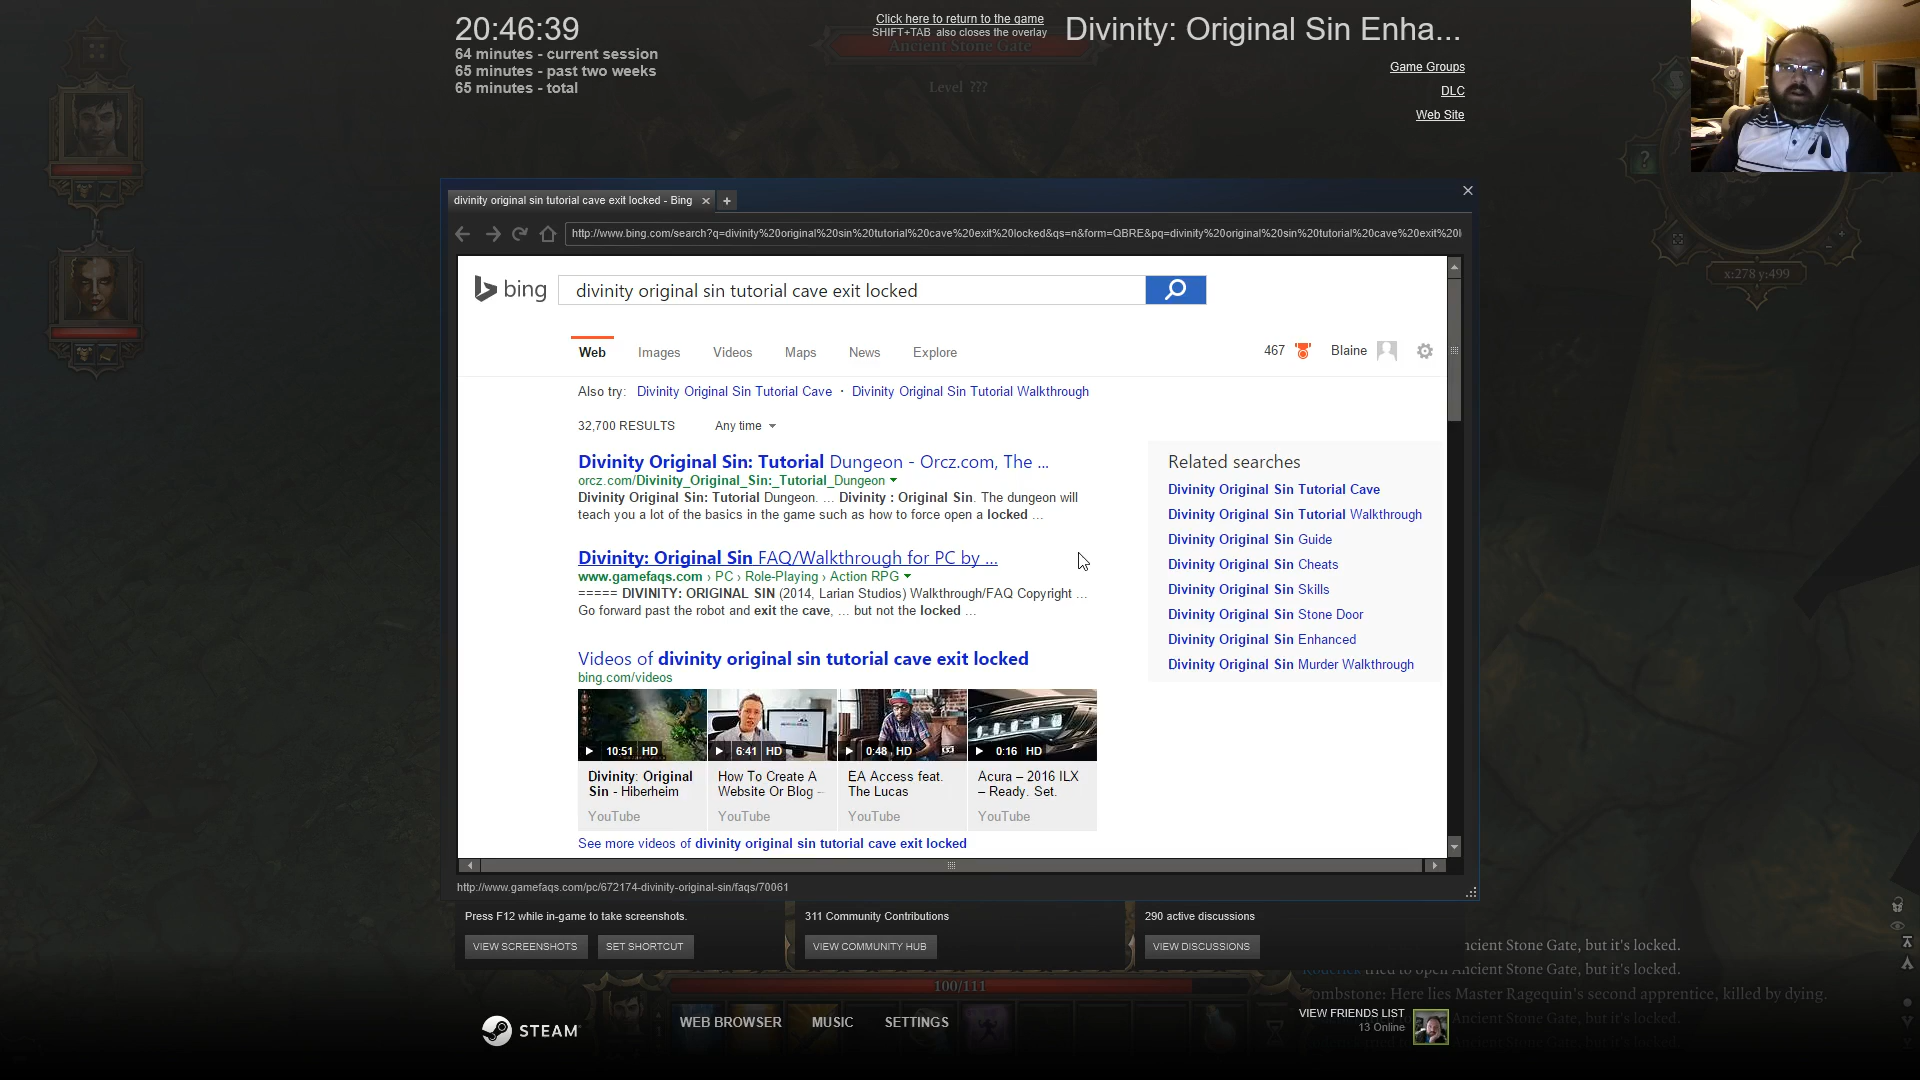 20:46:39
64 minutes - current session
65 minutes - past two weeks
65 minutes - total
Click here to return to the game
SHIFT+TAB also closes the overlay
Ancient Stone Gate
Level ???
Divinity: Original Sin Enha...
Game Groups
DLC
Web Site
x:278 y:499
divinity original sin tutorial cave exit locked - Bing
http://www.bing.com/search?q=divinity%20original%20sin%20tutorial%20cave%20exit%20locked&qs=n&form=QBRE&pq=divinity%20original%20sin%20tutorial%20cave%20exit%20l
bing
divinity original sin tutorial cave exit locked
Web Images Videos Maps News Explore
467 Blaine
Also try: Divinity Original Sin Tutorial Cave · Divinity Original Sin Tutorial Walkthrough
32,700 RESULTS Any time
Divinity Original Sin: Tutorial Dungeon - Orcz.com, The ...
orcz.com/Divinity_Original_Sin:_Tutorial_Dungeon
Divinity Original Sin: Tutorial Dungeon. ... Divinity : Original Sin. The dungeon will
teach you a lot of the basics in the game such as how to force open a locked ...
Divinity: Original Sin FAQ/Walkthrough for PC by ...
www.gamefaqs.com › PC › Role-Playing › Action RPG
===== DIVINITY: ORIGINAL SIN (2014, Larian Studios) Walkthrough/FAQ Copyright ...
Go forward past the robot and exit the cave, ... but not the locked ...
Videos of divinity original sin tutorial cave exit locked
bing.com/videos
10:51 HD
6:41 HD
0:48 HD
0:16 HD
Divinity: Original
Sin - Hiberheim
YouTube
How To Create A
Website Or Blog –
YouTube
EA Access feat.
The Lucas
YouTube
Acura – 2016 ILX
– Ready. Set.
YouTube
See more videos of divinity original sin tutorial cave exit locked
Related searches
Divinity Original Sin Tutorial Cave
Divinity Original Sin Tutorial Walkthrough
Divinity Original Sin Guide
Divinity Original Sin Cheats
Divinity Original Sin Skills
Divinity Original Sin Stone Door
Divinity Original Sin Enhanced
Divinity Original Sin Murder Walkthrough
http://www.gamefaqs.com/pc/672174-divinity-original-sin/faqs/70061
Press F12 while in-game to take screenshots.
VIEW SCREENSHOTS SET SHORTCUT
311 Community Contributions
VIEW COMMUNITY HUB
290 active discussions
VIEW DISCUSSIONS
ncient Stone Gate, but it's locked.
Roderick tried to open Ancient Stone Gate, but it's locked.
Tombstone: Here lies Master Ragequin's second apprentice, killed by dying.
Ancient Stone Gate, but it's locked.
Ancient Stone Gate, but it's locked.
100/111
STEAM
WEB BROWSER MUSIC SETTINGS
VIEW FRIENDS LIST
13 Online